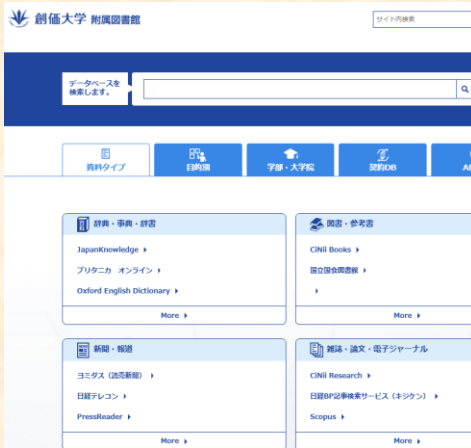 創価大学 附属図書館
サイト内検索
データベースを
検索します。
資料タイプ
目的別
学部・大学院
契約DB
辞典・事典・辞書
JapanKnowledge
ブリタニカ オンライン
Oxford English Dictionary
More
図書・参考書
CiNii Books
国立国会図書館
More
新聞・報道
ヨミダス（読売新聞）
日経テレコン
PressReader
More
雑誌・論文・電子ジャーナル
CiNii Research
日経BP記事検索サービス（キジケン）
Scopus
More